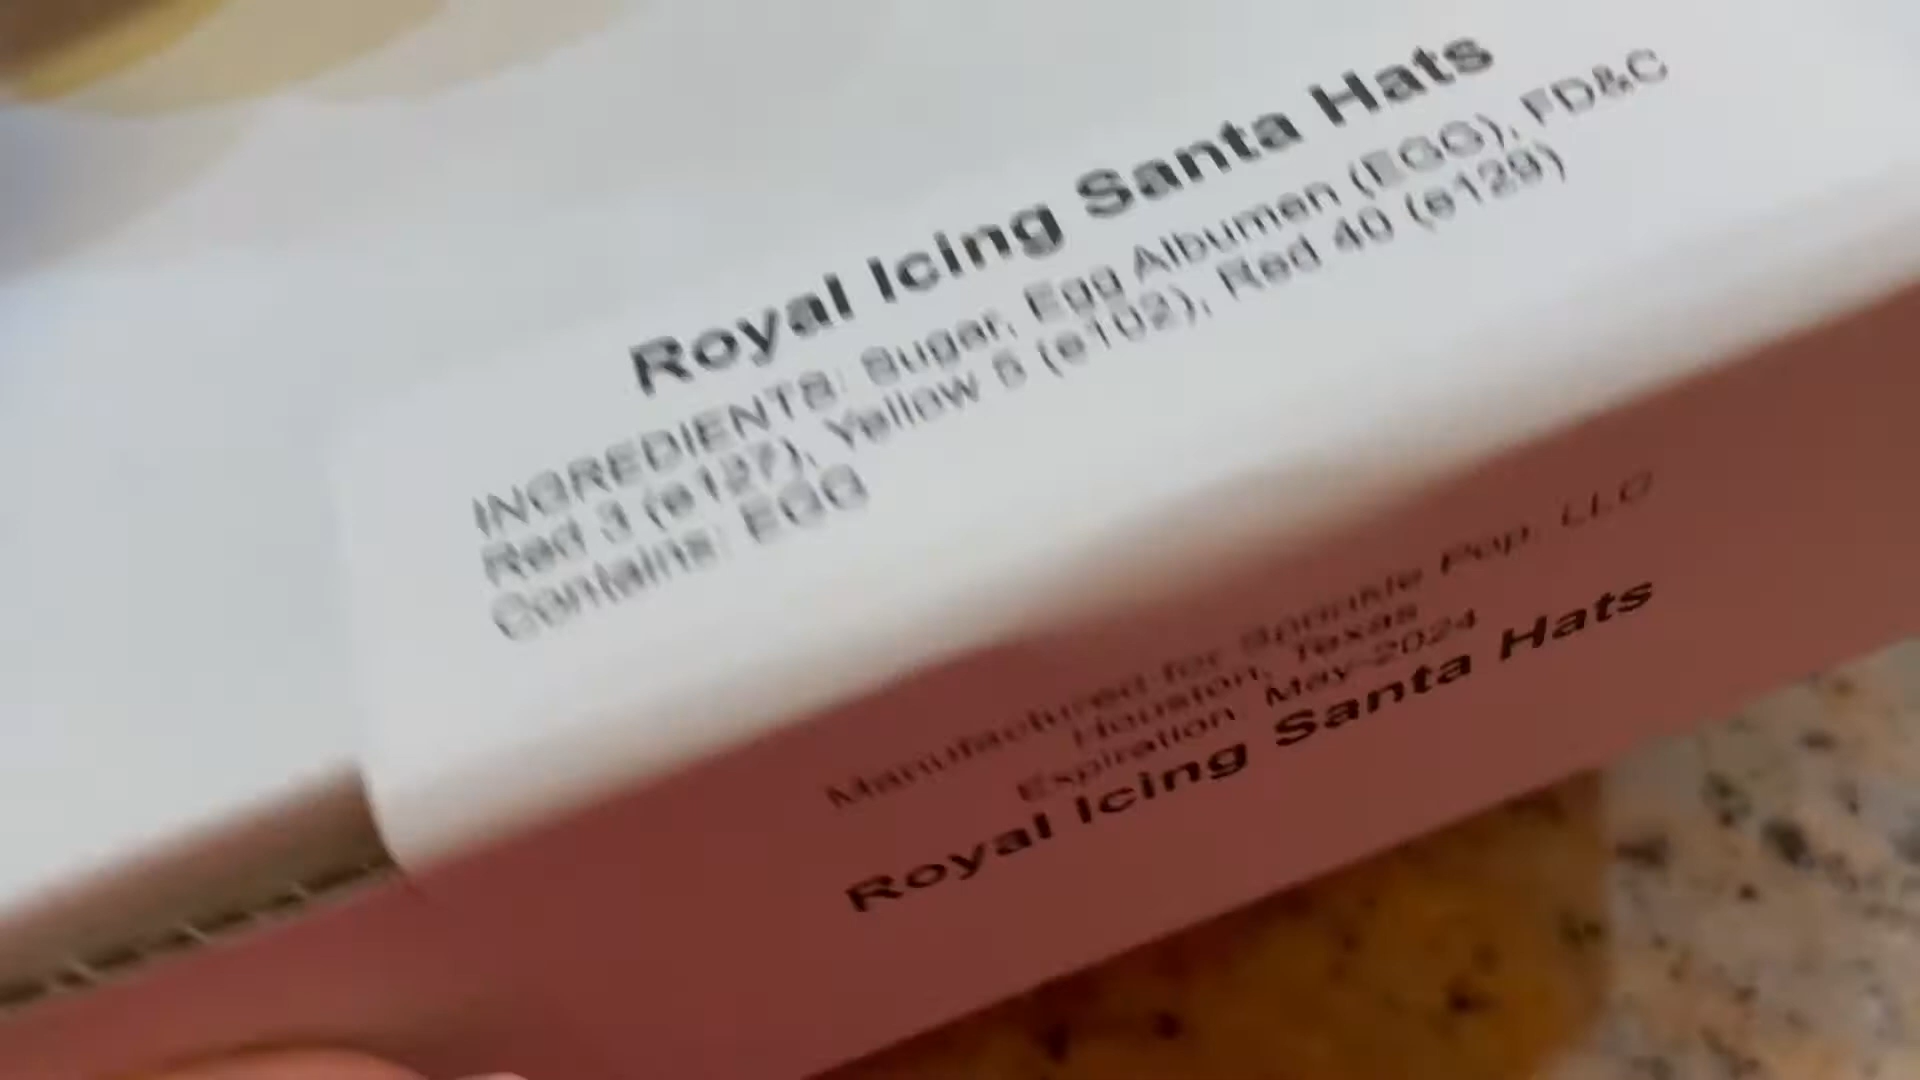 Royal Icing Santa Hats
INGREDIENTS: Sugar, Egg Albumen (EGG), FD&C
Red 3 (e127), Yellow 5 (e102), Red 40 (e129)
Contains: EGG
Manufactured for Sprinkle Pop, LLC
Houston, Texas
Expiration: May-2024
Royal Icing Santa Hats